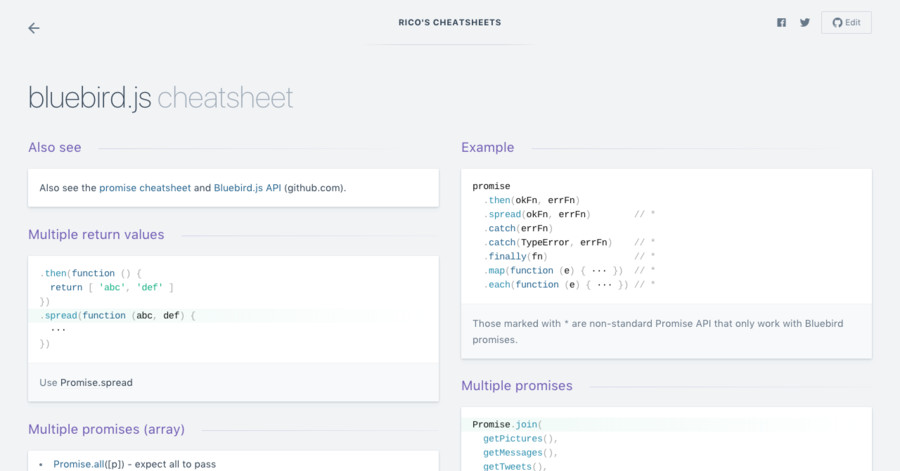 RICO'S CHEATSHEETS
Edit
bluebird.js cheatsheet
Also see
Also see the promise cheatsheet and Bluebird.js API (github.com).
Multiple return values
.then(function () {
  return [ 'abc', 'def' ]
})
.spread(function (abc, def) {
  ···
})
Use Promise.spread
Multiple promises (array)
• Promise.all([p]) - expect all to pass
Example
promise
  .then(okFn, errFn)
  .spread(okFn, errFn)        // *
  .catch(errFn)
  .catch(TypeError, errFn)    // *
  .finally(fn)                // *
  .map(function (e) { ··· })  // *
  .each(function (e) { ··· }) // *
Those marked with * are non-standard Promise API that only work with Bluebird
promises.
Multiple promises
Promise.join(
  getPictures(),
  getMessages(),
  getTweets(),